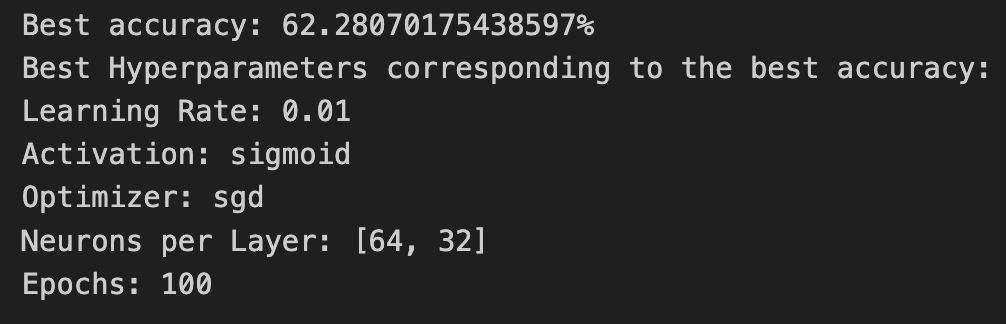 Best accuracy: 62.28070175438597%
Best Hyperparameters corresponding to the best accuracy:
Learning Rate: 0.01
Activation: sigmoid
Optimizer: sgd
Neurons per Layer: [64, 32]
Epochs: 100